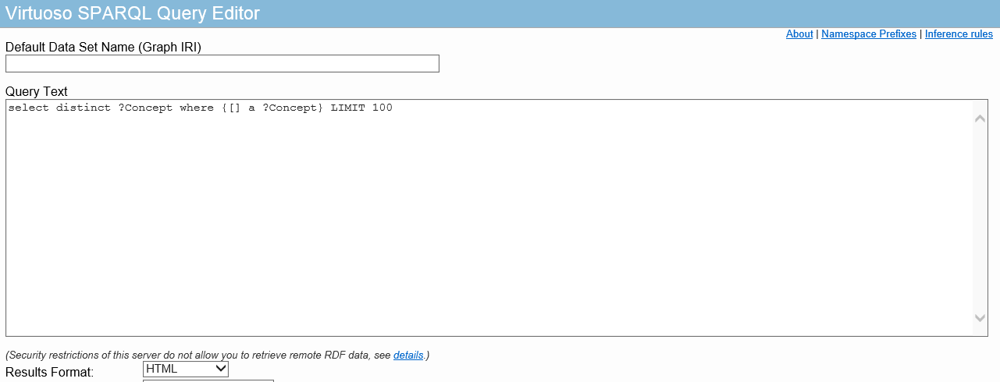 Virtuoso SPARQL Query Editor
About | Namespace Prefixes | Inference rules
Default Data Set Name (Graph IRI)
Query Text
select distinct ?Concept where {[] a ?Concept} LIMIT 100
(Security restrictions of this server do not allow you to retrieve remote RDF data, see details.)
Results Format: HTML